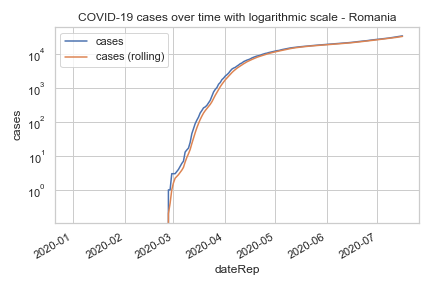 COVID-19 cases over time with logarithmic scale - Romania
cases
cases (rolling)
10^4
10^3
10^2
10^1
10^0
cases
2020-01
2020-02
2020-03
2020-04
2020-05
2020-06
2020-07
dateRep